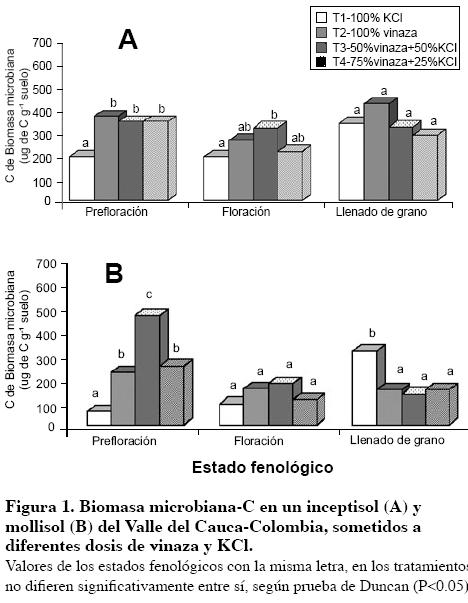 T1-100% KCl
T2-100% vinaza
T3-50%vinaza+50%KCl
T4-75%vinaza+25%KCl
A
C de Biomasa microbiana
(ug de C g-1 suelo)
700
600
500
400
300
200
100
0
a b b b
a ab b ab
a a a a
Prefloración Floración Llenado de grano
B
C de Biomasa microbiana
(ug de C g-1 suelo)
700
600
500
400
300
200
100
0
a b c b
a a a a
b a a a
Prefloración Floración Llenado de grano
Estado fenológico
Figura 1. Biomasa microbiana-C en un inceptisol (A) y
mollisol (B) del Valle del Cauca-Colombia, sometidos a
diferentes dosis de vinaza y KCl.
Valores de los estados fenológicos con la misma letra, en los tratamientos
no difieren significativamente entre sí, según prueba de Duncan (P<0.05)